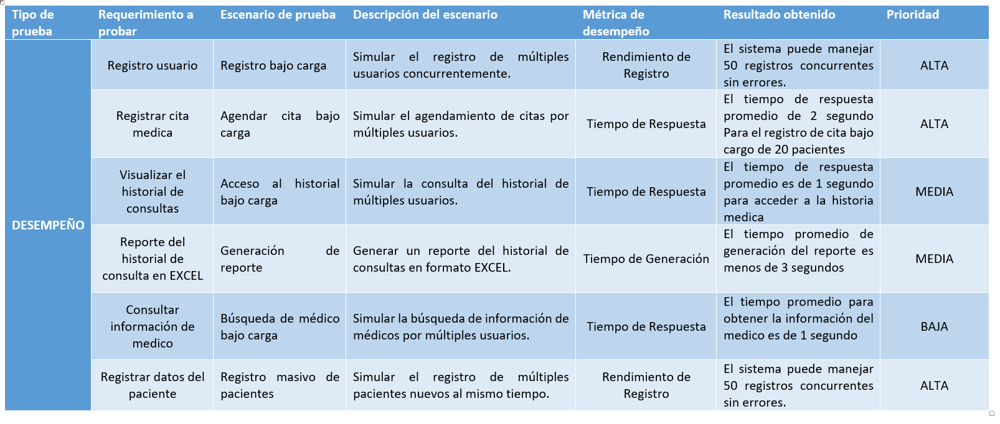 Tipo de
prueba
Requerimiento a
probar
Escenario de prueba
Descripción del escenario
Métrica de
desempeño
Resultado obtenido
Prioridad
DESEMPEÑO
Registro usuario
Registro bajo carga
Simular el registro de múltiples
usuarios concurrentemente.
Rendimiento de
Registro
El sistema puede manejar
50 registros concurrentes
sin errores.
ALTA
Registrar cita
medica
Agendar cita bajo
carga
Simular el agendamiento de citas por
múltiples usuarios.
Tiempo de Respuesta
El tiempo de respuesta
promedio de 2 segundo
Para el registro de cita bajo
cargo de 20 pacientes
ALTA
Visualizar el
historial de
consultas
Acceso al historial
bajo carga
Simular la consulta del historial de
múltiples usuarios.
Tiempo de Respuesta
El tiempo de respuesta
promedio es de 1 segundo
para acceder a la historia
medica
MEDIA
Reporte del
historial de
consulta en EXCEL
Generación de
reporte
Generar un reporte del historial de
consultas en formato EXCEL.
Tiempo de Generación
El tiempo promedio de
generación del reporte es
menos de 3 segundos
MEDIA
Consultar
información de
medico
Búsqueda de médico
bajo carga
Simular la búsqueda de información de
médicos por múltiples usuarios.
Tiempo de Respuesta
El tiempo promedio para
obtener la información del
medico es de 1 segundo
BAJA
Registrar datos del
paciente
Registro masivo de
pacientes
Simular el registro de múltiples
pacientes nuevos al mismo tiempo.
Rendimiento de
Registro
El sistema puede manejar
50 registros concurrentes
sin errores.
ALTA